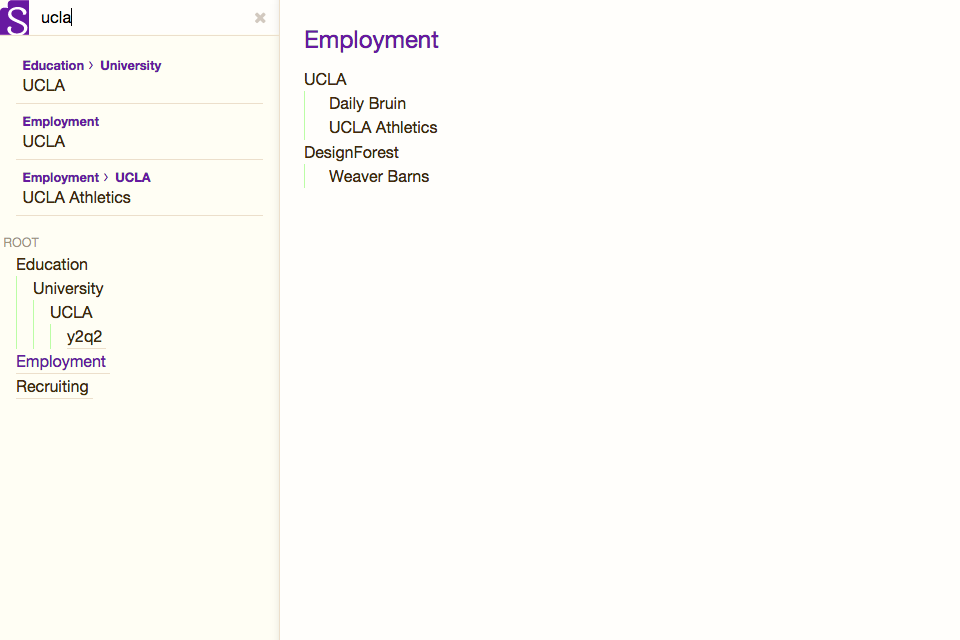 S ucla ×
Education › University
UCLA
Employment
UCLA
Employment › UCLA
UCLA Athletics
ROOT
Education
University
UCLA
y2q2
Employment
Recruiting
Employment
UCLA
Daily Bruin
UCLA Athletics
DesignForest
Weaver Barns